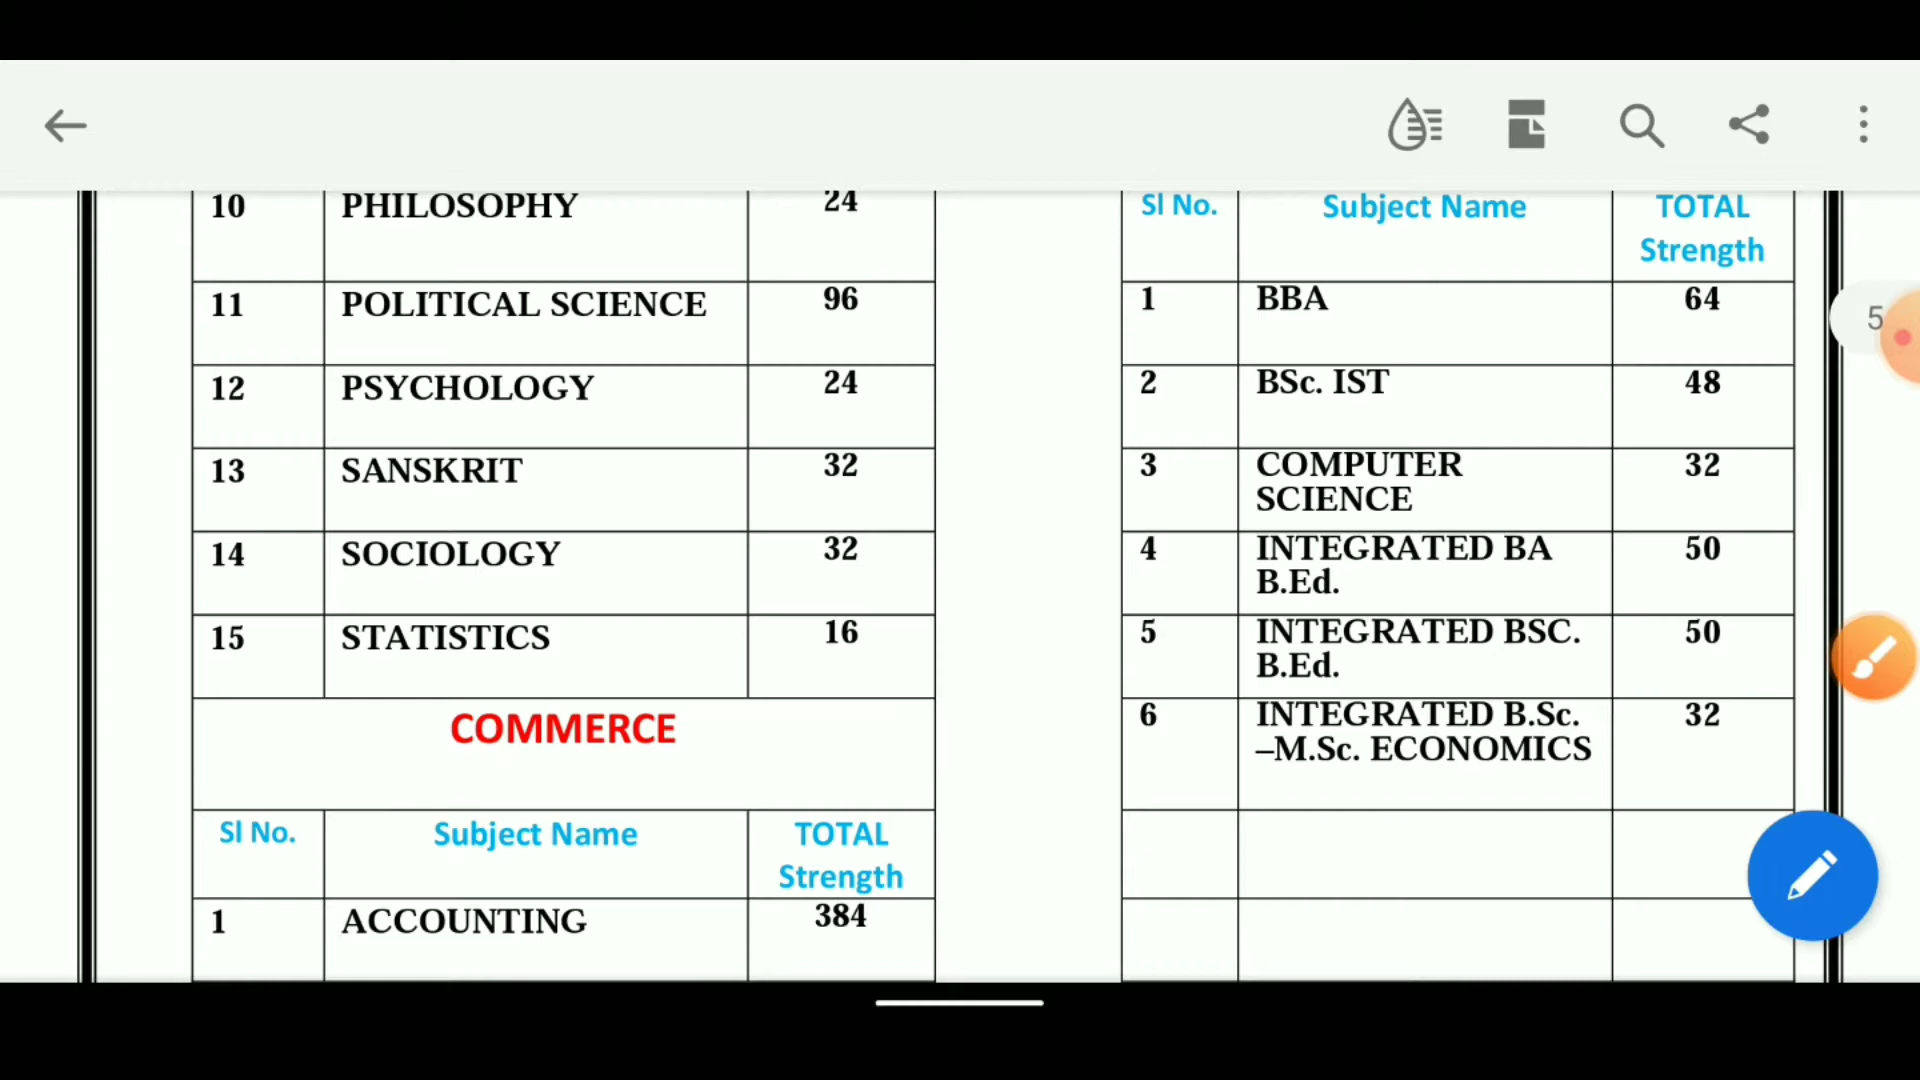 10 PHILOSOPHY 24
11 POLITICAL SCIENCE 96
12 PSYCHOLOGY 24
13 SANSKRIT 32
14 SOCIOLOGY 32
15 STATISTICS 16
COMMERCE
Sl No. Subject Name TOTAL
Strength
1 ACCOUNTING 384
Sl No. Subject Name TOTAL
Strength
1 BBA 64
2 BSc. IST 48
3 COMPUTER 32
SCIENCE
4 INTEGRATED BA 50
B.Ed.
5 INTEGRATED BSC. 50
B.Ed.
6 INTEGRATED B.Sc. 32
–M.Sc. ECONOMICS
5